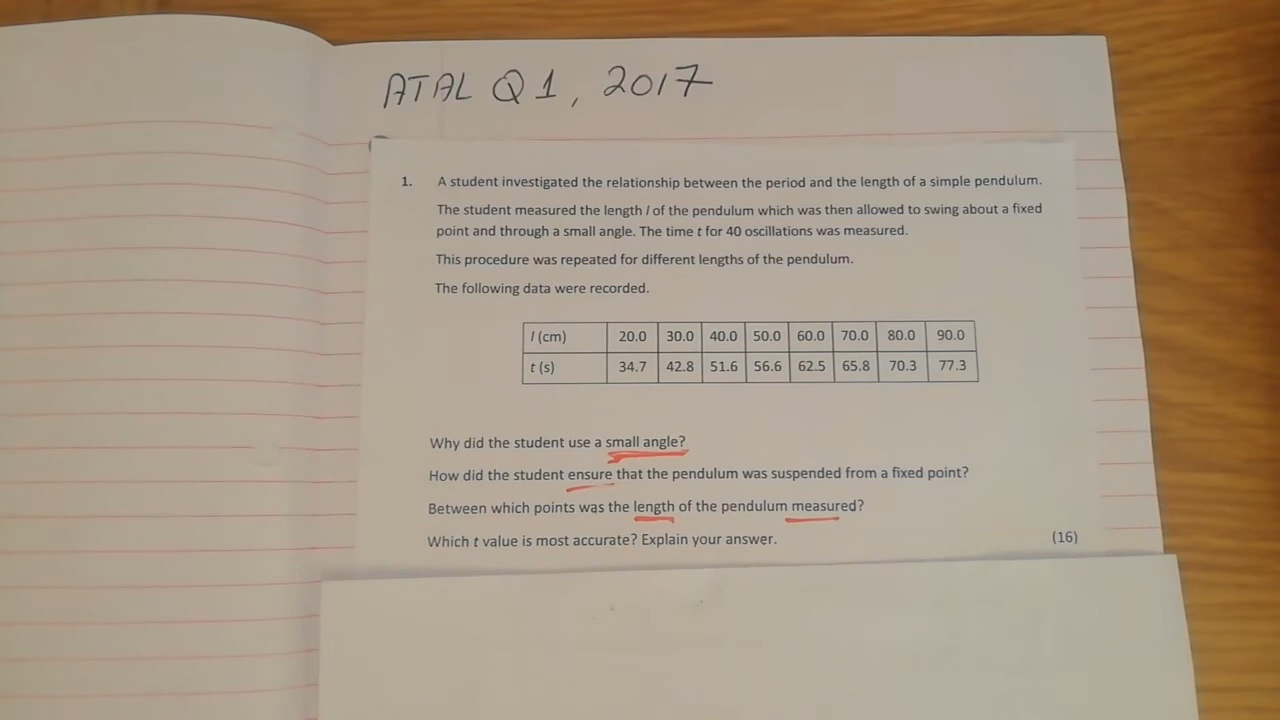 ATAL Q1, 2017
1. A student investigated the relationship between the period and the length of a simple pendulum.
The student measured the length l of the pendulum which was then allowed to swing about a fixed
point and through a small angle. The time t for 40 oscillations was measured.
This procedure was repeated for different lengths of the pendulum.
The following data were recorded.
l (cm) 20.0 30.0 40.0 50.0 60.0 70.0 80.0 90.0
t (s) 34.7 42.8 51.6 56.6 62.5 65.8 70.3 77.3
Why did the student use a small angle?
How did the student ensure that the pendulum was suspended from a fixed point?
Between which points was the length of the pendulum measured?
Which t value is most accurate? Explain your answer. (16)